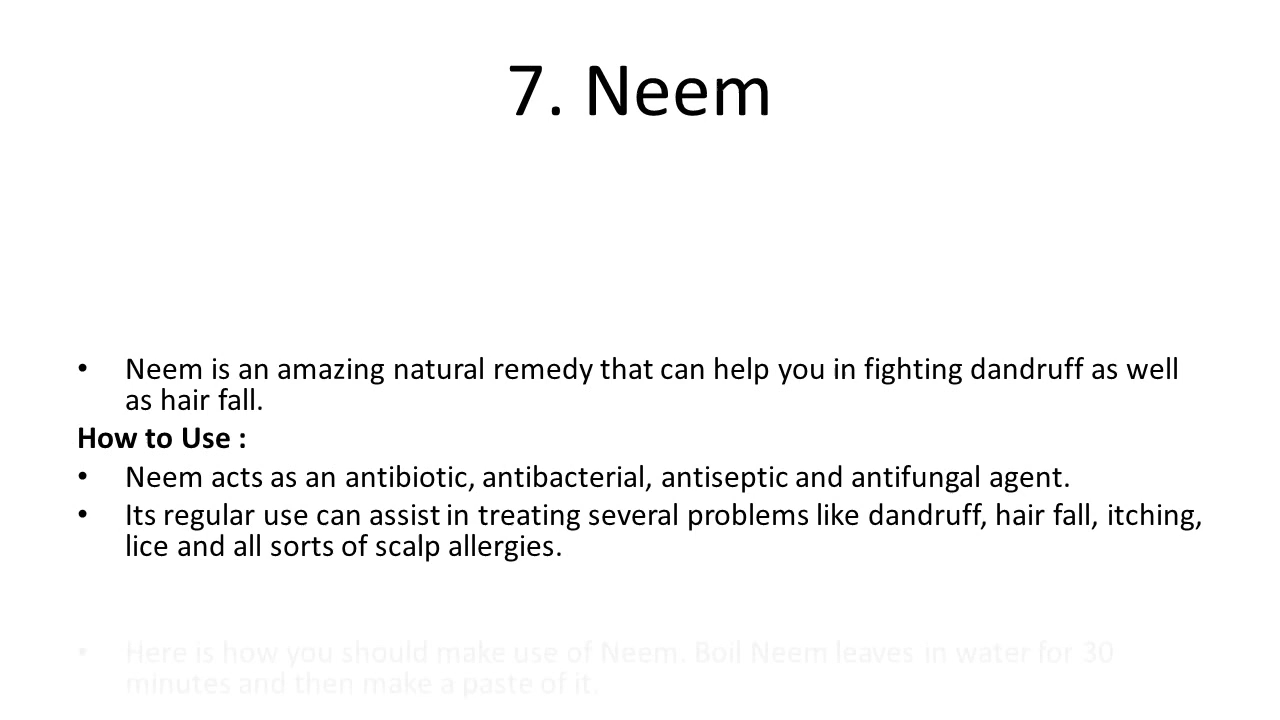 7. Neem
• Neem is an amazing natural remedy that can help you in fighting dandruff as well
as hair fall.
How to Use :
• Neem acts as an antibiotic, antibacterial, antiseptic and antifungal agent.
• Its regular use can assist in treating several problems like dandruff, hair fall, itching,
lice and all sorts of scalp allergies.
• Here is how you should make use of Neem. Boil Neem leaves in water for 30
minutes and then make a paste of it.